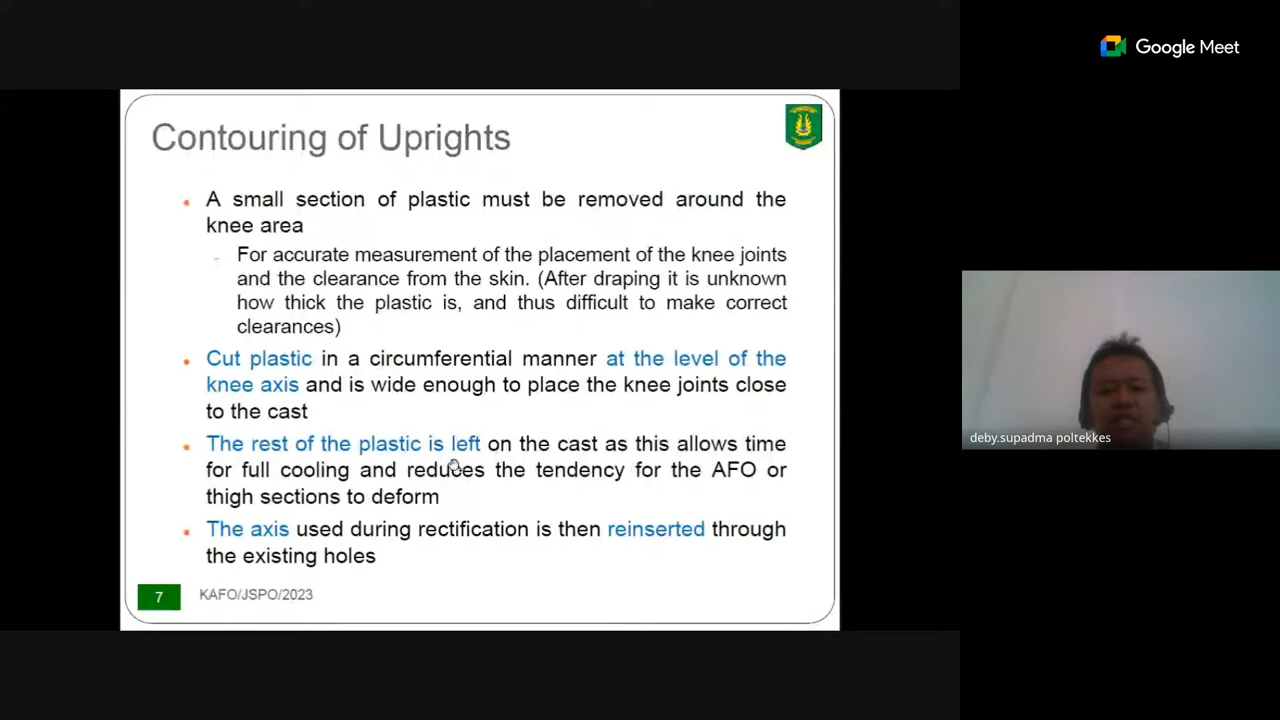 Google Meet
Contouring of Uprights
• A small section of plastic must be removed around the
knee area
– For accurate measurement of the placement of the knee joints
and the clearance from the skin. (After draping it is unknown
how thick the plastic is, and thus difficult to make correct
clearances)
• Cut plastic in a circumferential manner at the level of the
knee axis and is wide enough to place the knee joints close
to the cast
• The rest of the plastic is left on the cast as this allows time
for full cooling and reduces the tendency for the AFO or
thigh sections to deform
• The axis used during rectification is then reinserted through
the existing holes
7
KAFO/JSPO/2023
deby.supadma poltekkes